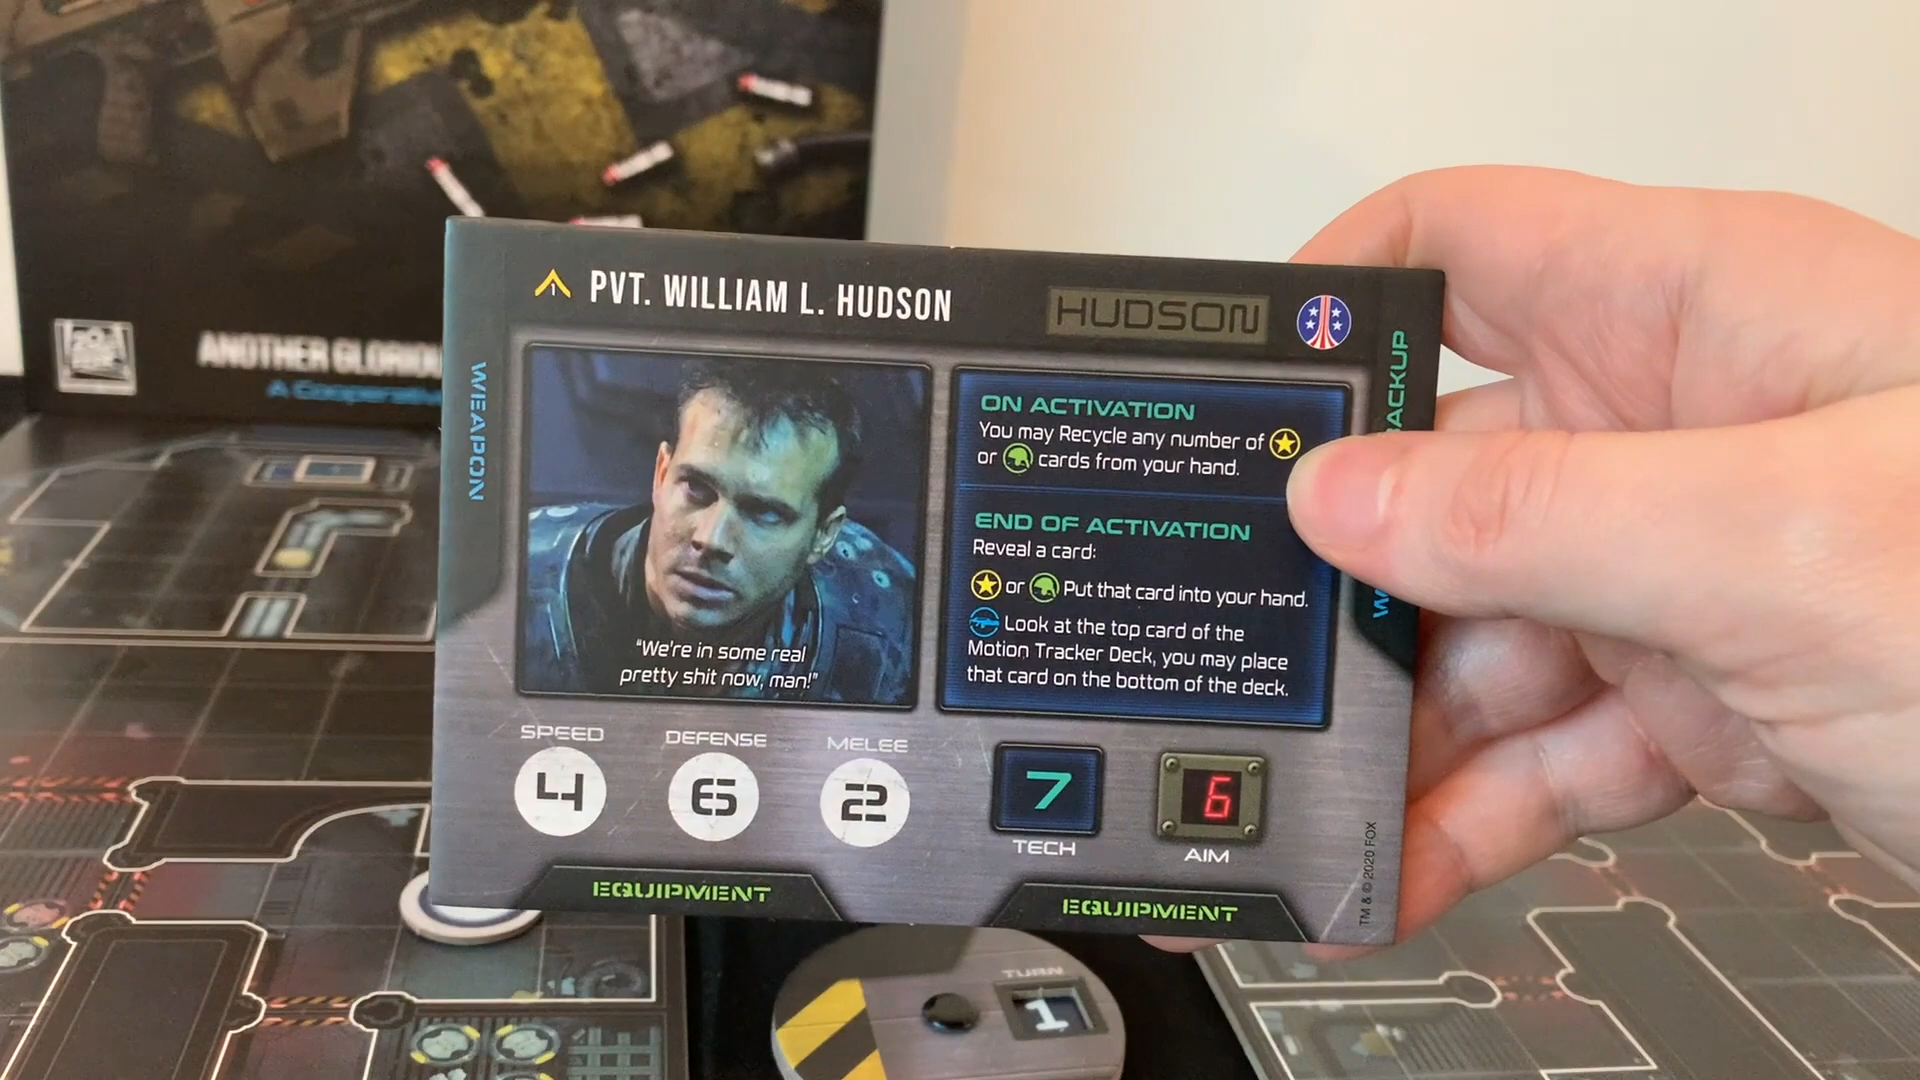 ANOTHER
A
1
PVT. WILLIAM L. HUDSON
HUDSON
WEAPON
ON ACTIVATION
You may Recycle any number of
or cards from your hand.
END OF ACTIVATION
Reveal a card:
or Put that card into your hand.
Look at the top card of the
Motion Tracker Deck, you may place
that card on the bottom of the deck.
"We're in some real
pretty shit now, man!"
SPEED
4
DEFENSE
6
MELEE
2
7
TECH
6
AIM
EQUIPMENT
EQUIPMENT
TM & © 2020 FOX
TURN
1